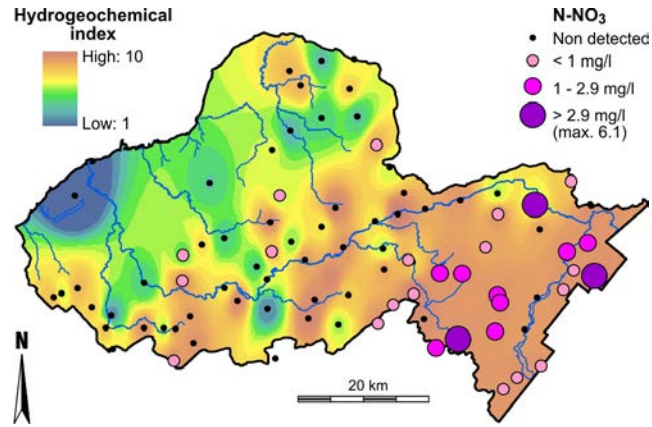 Hydrogeochemical
index
High: 10
Low: 1
N-NO₃
Non detected
< 1 mg/l
1 - 2.9 mg/l
> 2.9 mg/l
(max. 6.1)
N
20 km